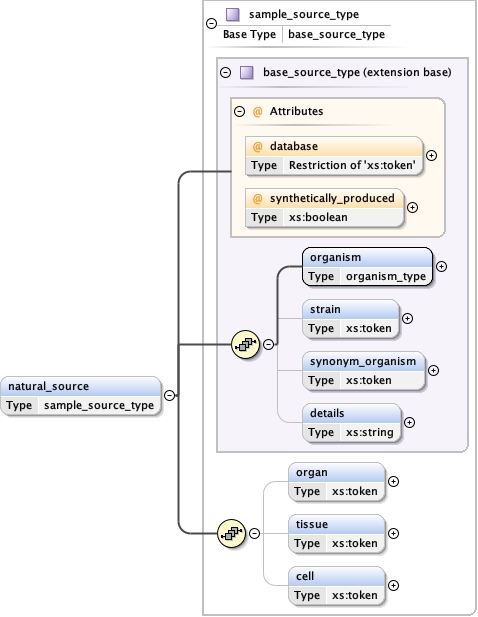 sample_source_type
Base Type base_source_type
base_source_type (extension base)
@ Attributes
@ database
Type Restriction of 'xs:token'
@ synthetically_produced
Type xs:boolean
organism
Type organism_type
strain
Type xs:token
synonym_organism
Type xs:token
details
Type xs:string
natural_source
Type sample_source_type
organ
Type xs:token
tissue
Type xs:token
cell
Type xs:token